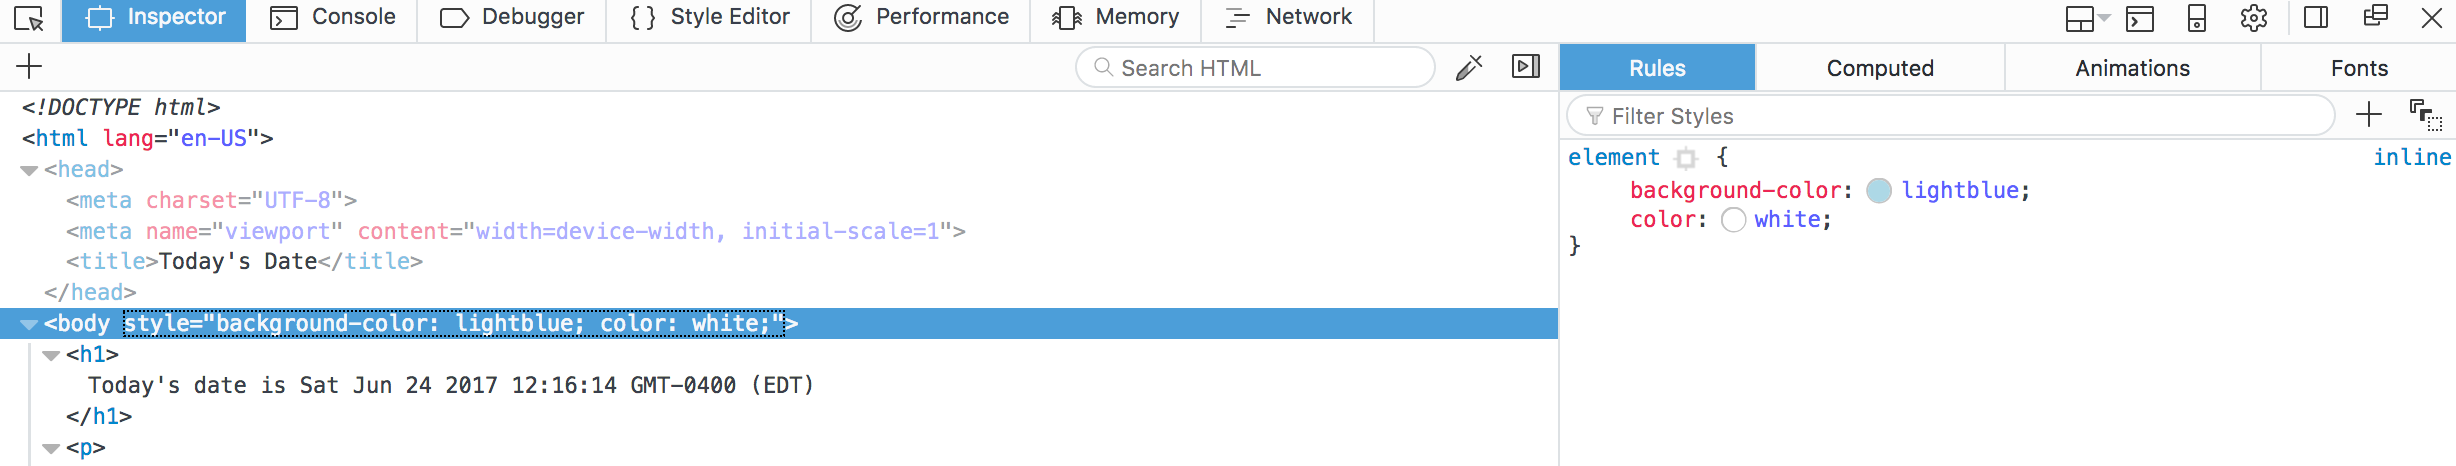 Inspector Console Debugger { } Style Editor Performance Memory Network
Search HTML
Rules Computed Animations Fonts
Filter Styles
<!DOCTYPE html>
<html lang="en-US">
<head>
<meta charset="UTF-8">
<meta name="viewport" content="width=device-width, initial-scale=1">
<title>Today's Date</title>
</head>
<body style="background-color: lightblue; color: white;">
<h1>
Today's date is Sat Jun 24 2017 12:16:14 GMT-0400 (EDT)
</h1>
<p>
element { inline
background-color: lightblue;
color: white;
}